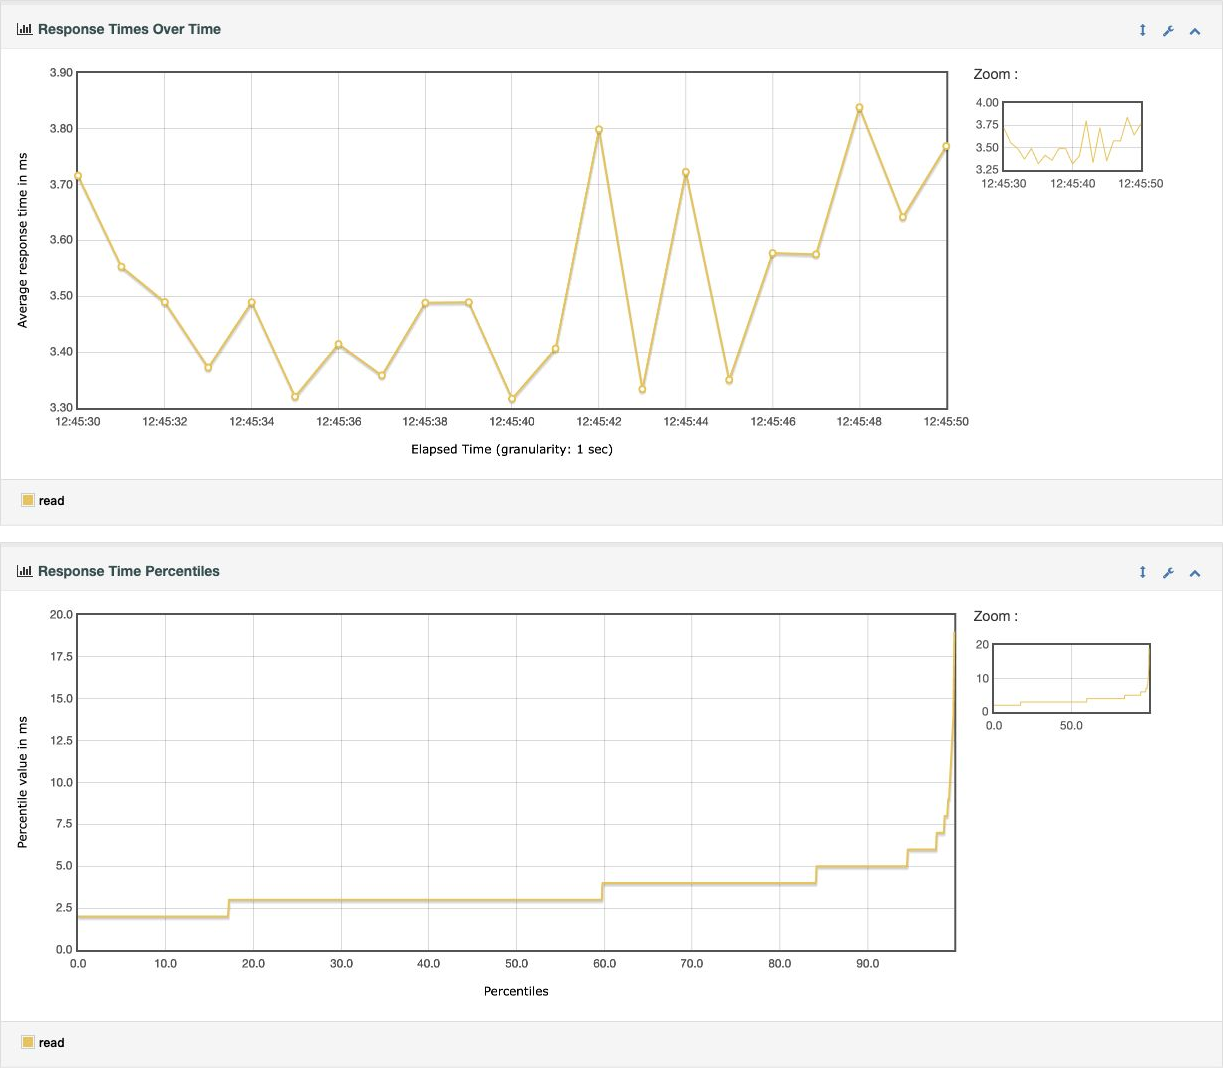 Response Times Over Time
Zoom :
3.90
3.80
3.70
3.60
3.50
3.40
3.30
Average response time in ms
12:45:30 12:45:32 12:45:34 12:45:36 12:45:38 12:45:40 12:45:42 12:45:44 12:45:46 12:45:48 12:45:50
Elapsed Time (granularity: 1 sec)
4.00
3.75
3.50
3.25
12:45:30 12:45:40 12:45:50
read
Response Time Percentiles
Zoom :
20.0
17.5
15.0
12.5
10.0
7.5
5.0
2.5
0.0
Percentile value in ms
0.0 10.0 20.0 30.0 40.0 50.0 60.0 70.0 80.0 90.0
Percentiles
20
10
0
0.0 50.0
read